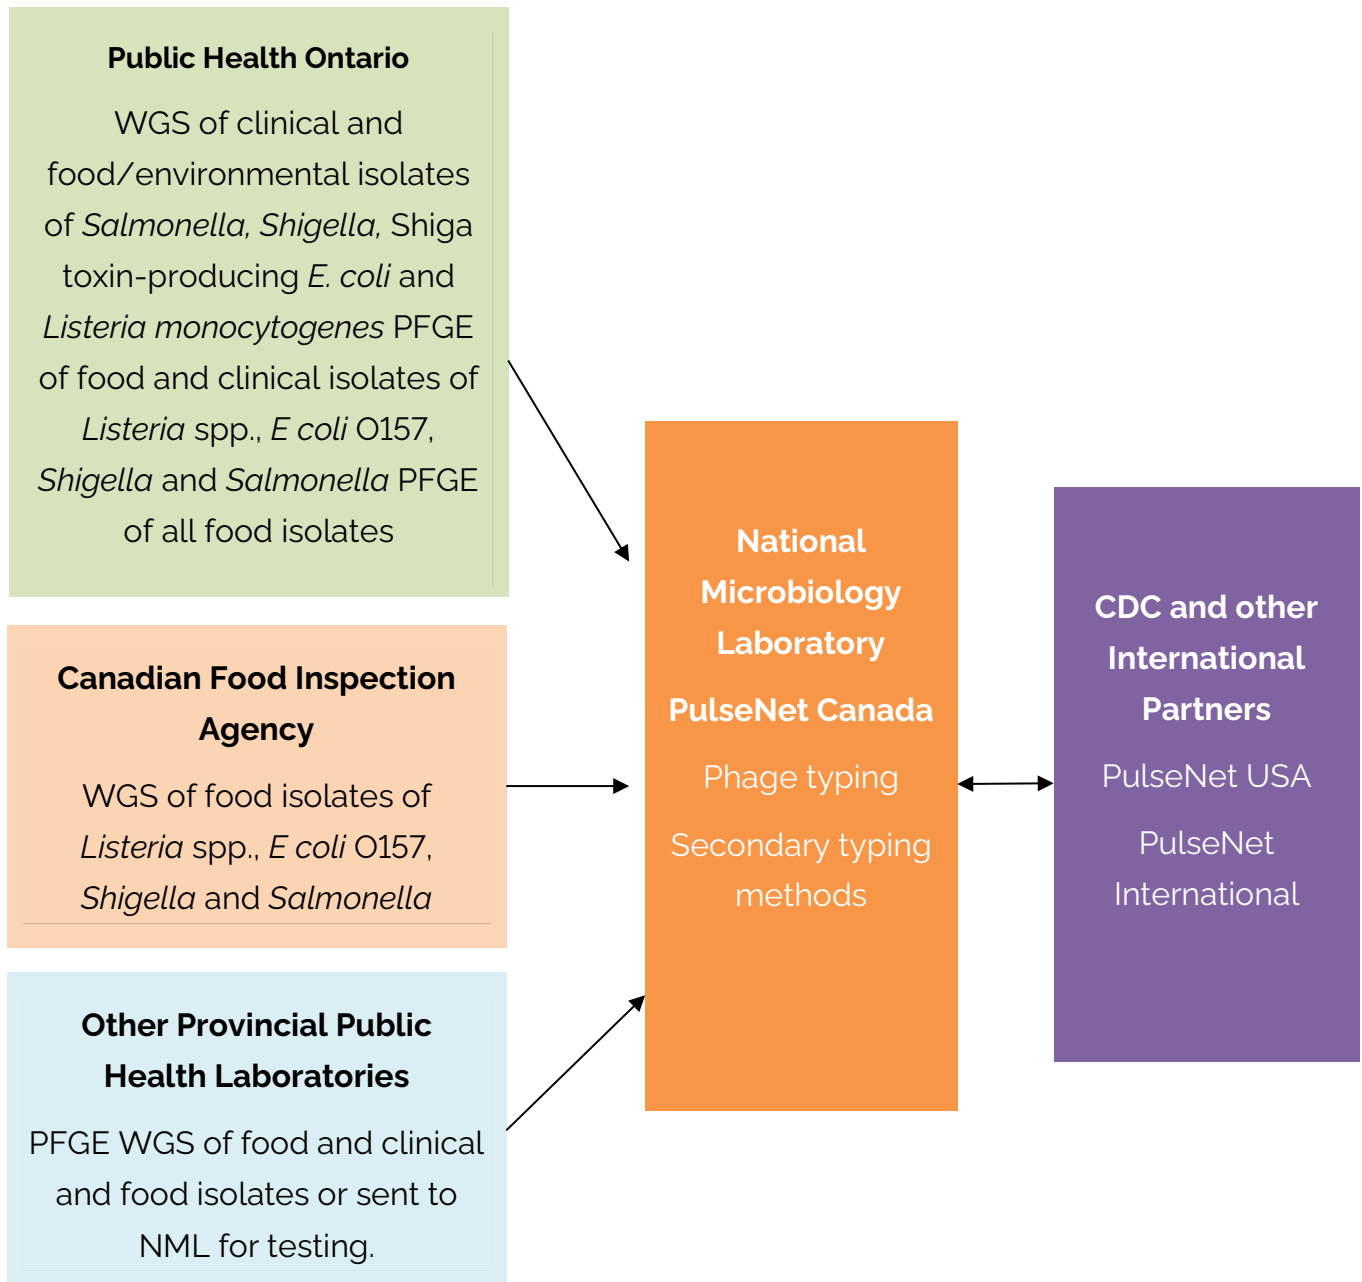 Public Health Ontario
WGS of clinical and
food/environmental isolates
of Salmonella, Shigella, Shiga
toxin-producing E. coli and
Listeria monocytogenes PFGE
of food and clinical isolates of
Listeria spp., E coli O157,
Shigella and Salmonella PFGE
of all food isolates
Canadian Food Inspection
Agency
WGS of food isolates of
Listeria spp., E coli O157,
Shigella and Salmonella
Other Provincial Public
Health Laboratories
PFGE WGS of food and clinical
and food isolates or sent to
NML for testing.
National
Microbiology
Laboratory
PulseNet Canada
Phage typing
Secondary typing
methods
CDC and other
International
Partners
PulseNet USA
PulseNet
International